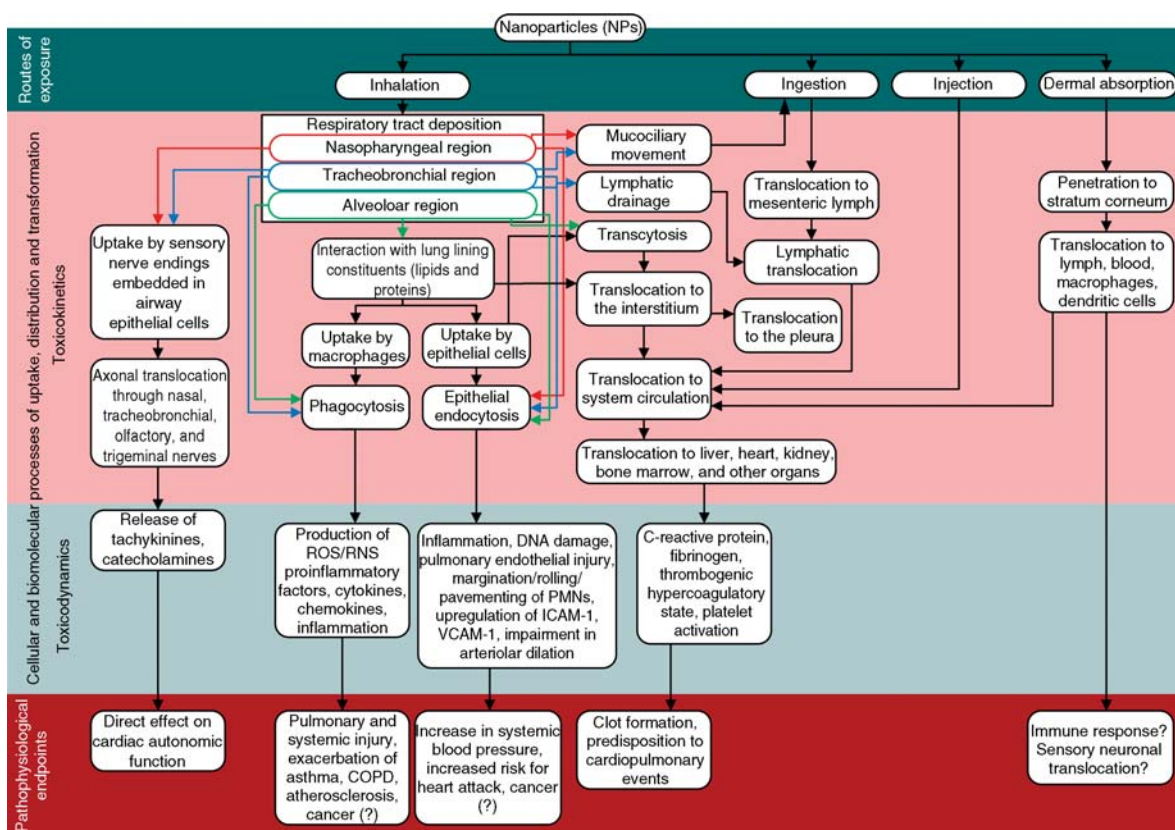 Nanoparticles (NPs)
Routes of
exposure
Inhalation
Ingestion
Injection
Dermal absorption
Cellular and biomolecular processes of uptake, distribution and transformation
Toxicokinetics
Respiratory tract deposition
Nasopharyngeal region
Tracheobronchial region
Alveoloar region
Mucociliary
movement
Lymphatic
drainage
Transcytosis
Translocation to
mesenteric lymph
Lymphatic
translocation
Penetration to
stratum corneum
Translocation to
lymph, blood,
macrophages,
dendritic cells
Uptake by sensory
nerve endings
embedded in
airway
epithelial cells
Interaction with lung lining
constituents (lipids and
proteins)
Translocation to
the interstitium
Translocation
to the pleura
Uptake by
macrophages
Uptake by
epithelial cells
Axonal translocation
through nasal,
tracheobronchial,
olfactory, and
trigeminal nerves
Phagocytosis
Epithelial
endocytosis
Translocation to
system circulation
Translocation to liver, heart, kidney,
bone marrow, and other organs
Toxicodynamics
Release of
tachykinines,
catecholamines
Production of
ROS/RNS
proinflammatory
factors, cytokines,
chemokines,
inflammation
Inflammation, DNA damage,
pulmonary endothelial injury,
margination/rolling/
pavementing of PMNs,
upregulation of ICAM-1,
VCAM-1, impairment in
arteriolar dilation
C-reactive protein,
fibrinogen,
thrombogenic
hypercoagulatory
state, platelet
activation
Pathophysiological
endpoints
Direct effect on
cardiac autonomic
function
Pulmonary and
systemic injury,
exacerbation of
asthma, COPD,
atherosclerosis,
cancer (?)
Increase in systemic
blood pressure,
increased risk for
heart attack, cancer
(?)
Clot formation,
predisposition to
cardiopulmonary
events
Immune response?
Sensory neuronal
translocation?